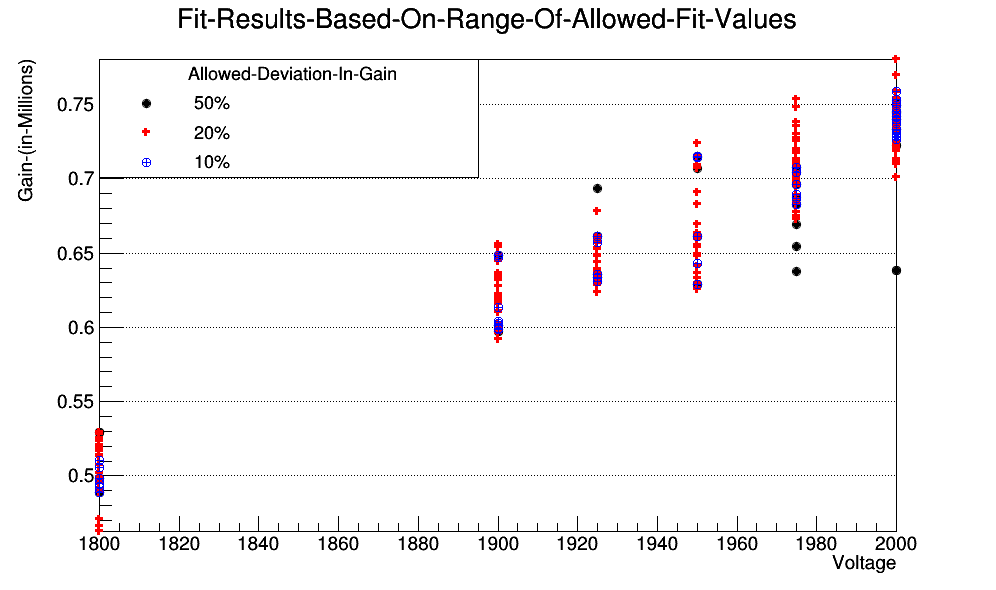 Fit-Results-Based-On-Range-Of-Allowed-Fit-Values
Gain-(in-Millions)
Allowed-Deviation-In-Gain
50%
20%
10%
0.75
0.7
0.65
0.6
0.55
0.5
1800 1820 1840 1860 1880 1900 1920 1940 1960 1980 2000
Voltage